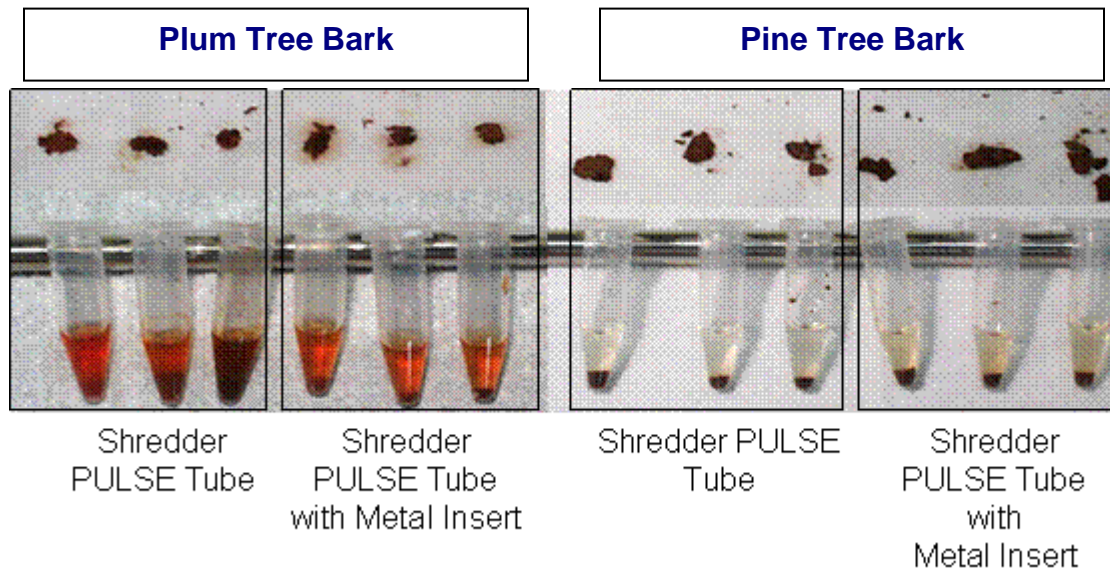 Plum Tree Bark
Pine Tree Bark
Shredder
PULSE Tube
Shredder
PULSE Tube
with Metal Insert
Shredder PULSE
Tube
Shredder
PULSE Tube
with
Metal Insert